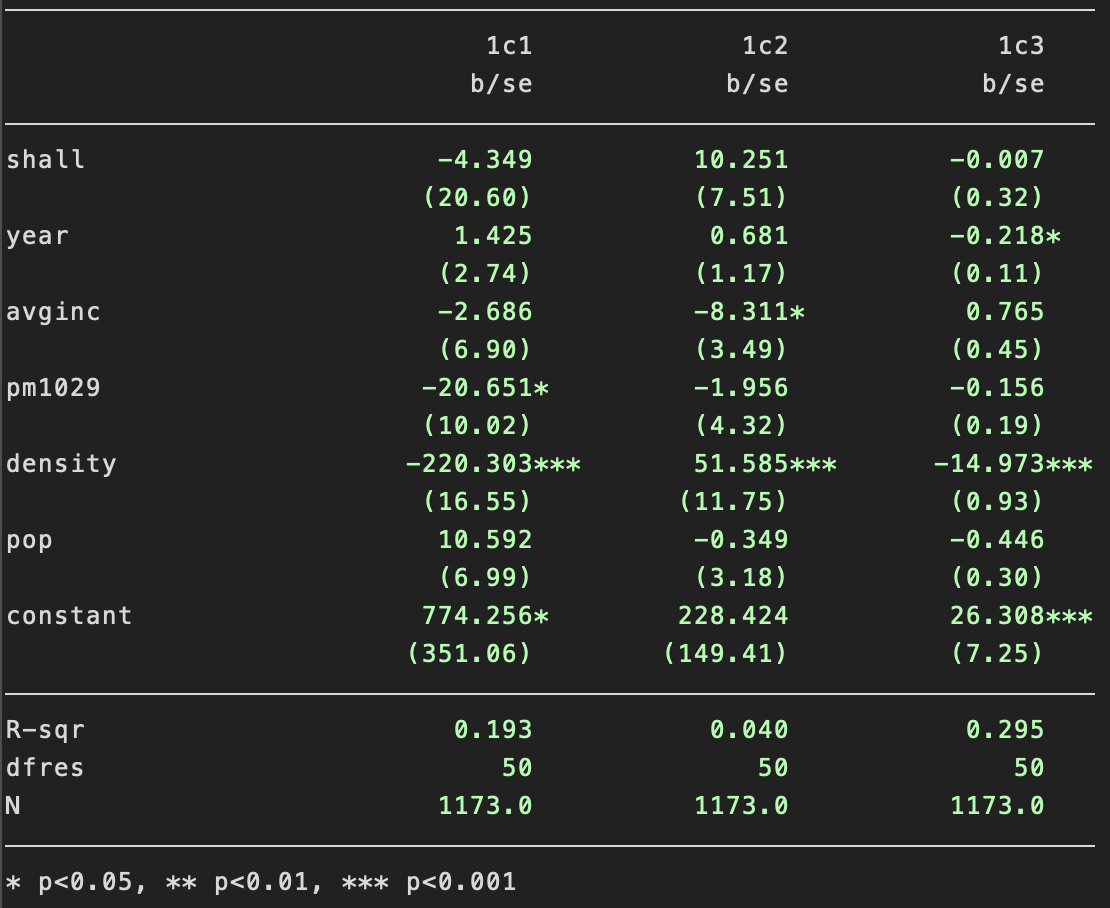 1c1 1c2 1c3
b/se b/se b/se
shall -4.349 10.251 -0.007
(20.60) (7.51) (0.32)
year 1.425 0.681 -0.218*
(2.74) (1.17) (0.11)
avginc -2.686 -8.311* 0.765
(6.90) (3.49) (0.45)
pm1029 -20.651* -1.956 -0.156
(10.02) (4.32) (0.19)
density -220.303*** 51.585*** -14.973***
(16.55) (11.75) (0.93)
pop 10.592 -0.349 -0.446
(6.99) (3.18) (0.30)
constant 774.256* 228.424 26.308***
(351.06) (149.41) (7.25)
R-sqr 0.193 0.040 0.295
dfres 50 50 50
N 1173.0 1173.0 1173.0
* p<0.05, ** p<0.01, *** p<0.001